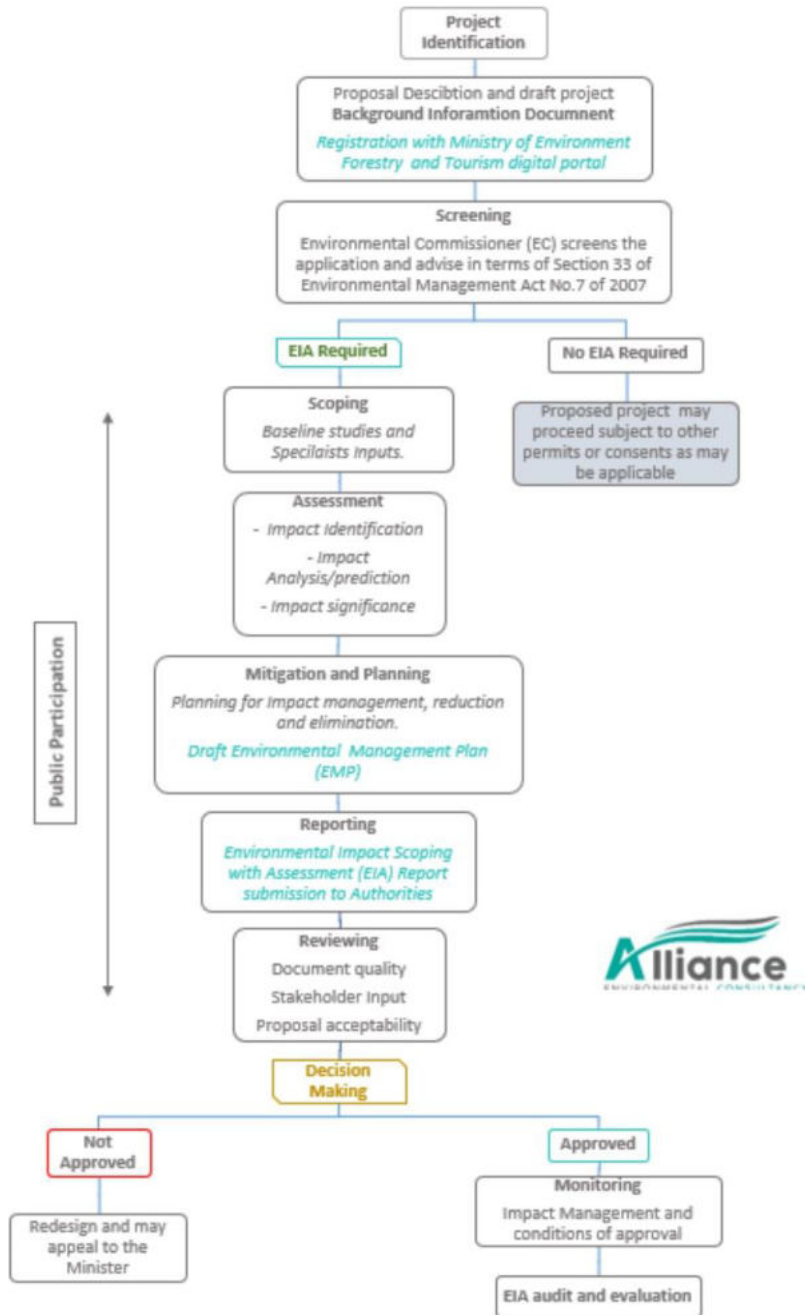 Project
Identification
Proposal Descibtion and draft project
Background Inforamtion Documnent
Registration with Ministry of Environment
Forestry and Tourism digital portal
Screening
Environmental Commissioner (EC) screens the
application and advise in terms of Section 33 of
Environmental Management Act No.7 of 2007
EIA Required
No EIA Required
Scoping
Baseline studies and
Specilaists Inputs.
Proposed project may
proceed subject to other
permits or consents as may
be applicable
Assessment
- Impact Identification
- Impact
Analysis/prediction
- Impact significance
Public Participation
Mitigation and Planning
Planning for Impact management, reduction
and elimination.
Draft Environmental Management Plan
(EMP)
Reporting
Environmental Impact Scoping
with Assessment (EIA) Report
submission to Authorities
Reviewing
Document quality
Stakeholder Input
Proposal acceptability
Alliance
ENVIRONMENTAL CONSULTANCY
Decision
Making
Not
Approved
Approved
Redesign and may
appeal to the
Minister
Monitoring
Impact Management and
conditions of approval
EIA audit and evaluation